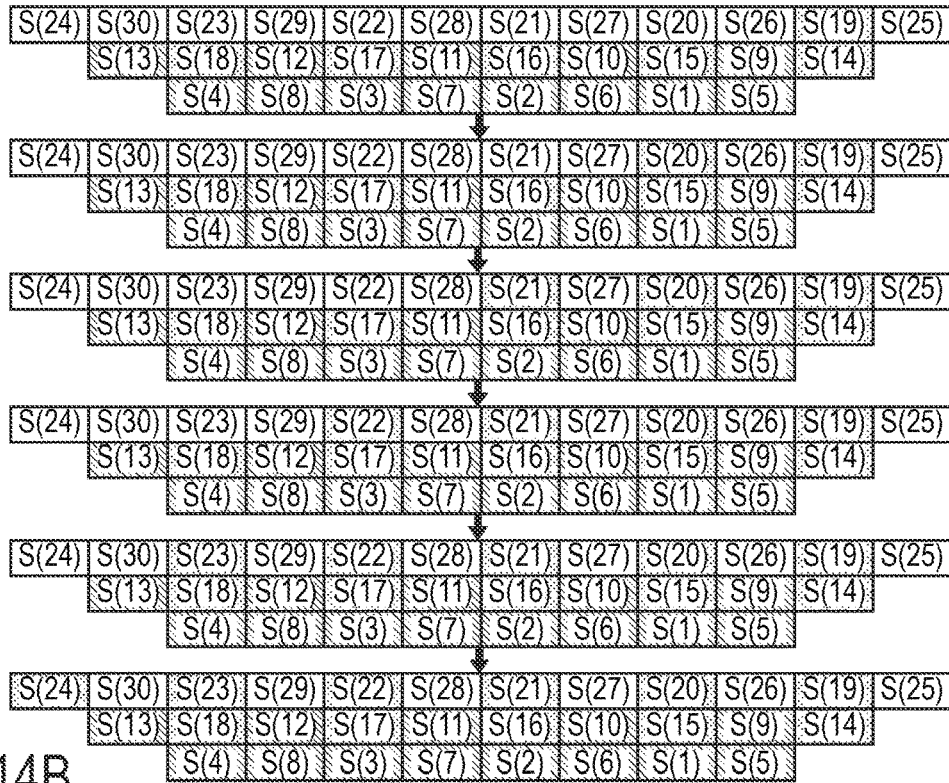 S(24) S(30) S(23) S(29) S(22) S(28) S(21) S(27) S(20) S(26) S(19) S(25)
S(13) S(18) S(12) S(17) S(11) S(16) S(10) S(15) S(9) S(14)
S(4) S(8) S(3) S(7) S(2) S(6) S(1) S(5)
S(24) S(30) S(23) S(29) S(22) S(28) S(21) S(27) S(20) S(26) S(19) S(25)
S(13) S(18) S(12) S(17) S(11) S(16) S(10) S(15) S(9) S(14)
S(4) S(8) S(3) S(7) S(2) S(6) S(1) S(5)
S(24) S(30) S(23) S(29) S(22) S(28) S(21) S(27) S(20) S(26) S(19) S(25)
S(13) S(18) S(12) S(17) S(11) S(16) S(10) S(15) S(9) S(14)
S(4) S(8) S(3) S(7) S(2) S(6) S(1) S(5)
S(24) S(30) S(23) S(29) S(22) S(28) S(21) S(27) S(20) S(26) S(19) S(25)
S(13) S(18) S(12) S(17) S(11) S(16) S(10) S(15) S(9) S(14)
S(4) S(8) S(3) S(7) S(2) S(6) S(1) S(5)
S(24) S(30) S(23) S(29) S(22) S(28) S(21) S(27) S(20) S(26) S(19) S(25)
S(13) S(18) S(12) S(17) S(11) S(16) S(10) S(15) S(9) S(14)
S(4) S(8) S(3) S(7) S(2) S(6) S(1) S(5)
S(24) S(30) S(23) S(29) S(22) S(28) S(21) S(27) S(20) S(26) S(19) S(25)
S(13) S(18) S(12) S(17) S(11) S(16) S(10) S(15) S(9) S(14)
S(4) S(8) S(3) S(7) S(2) S(6) S(1) S(5)
14B